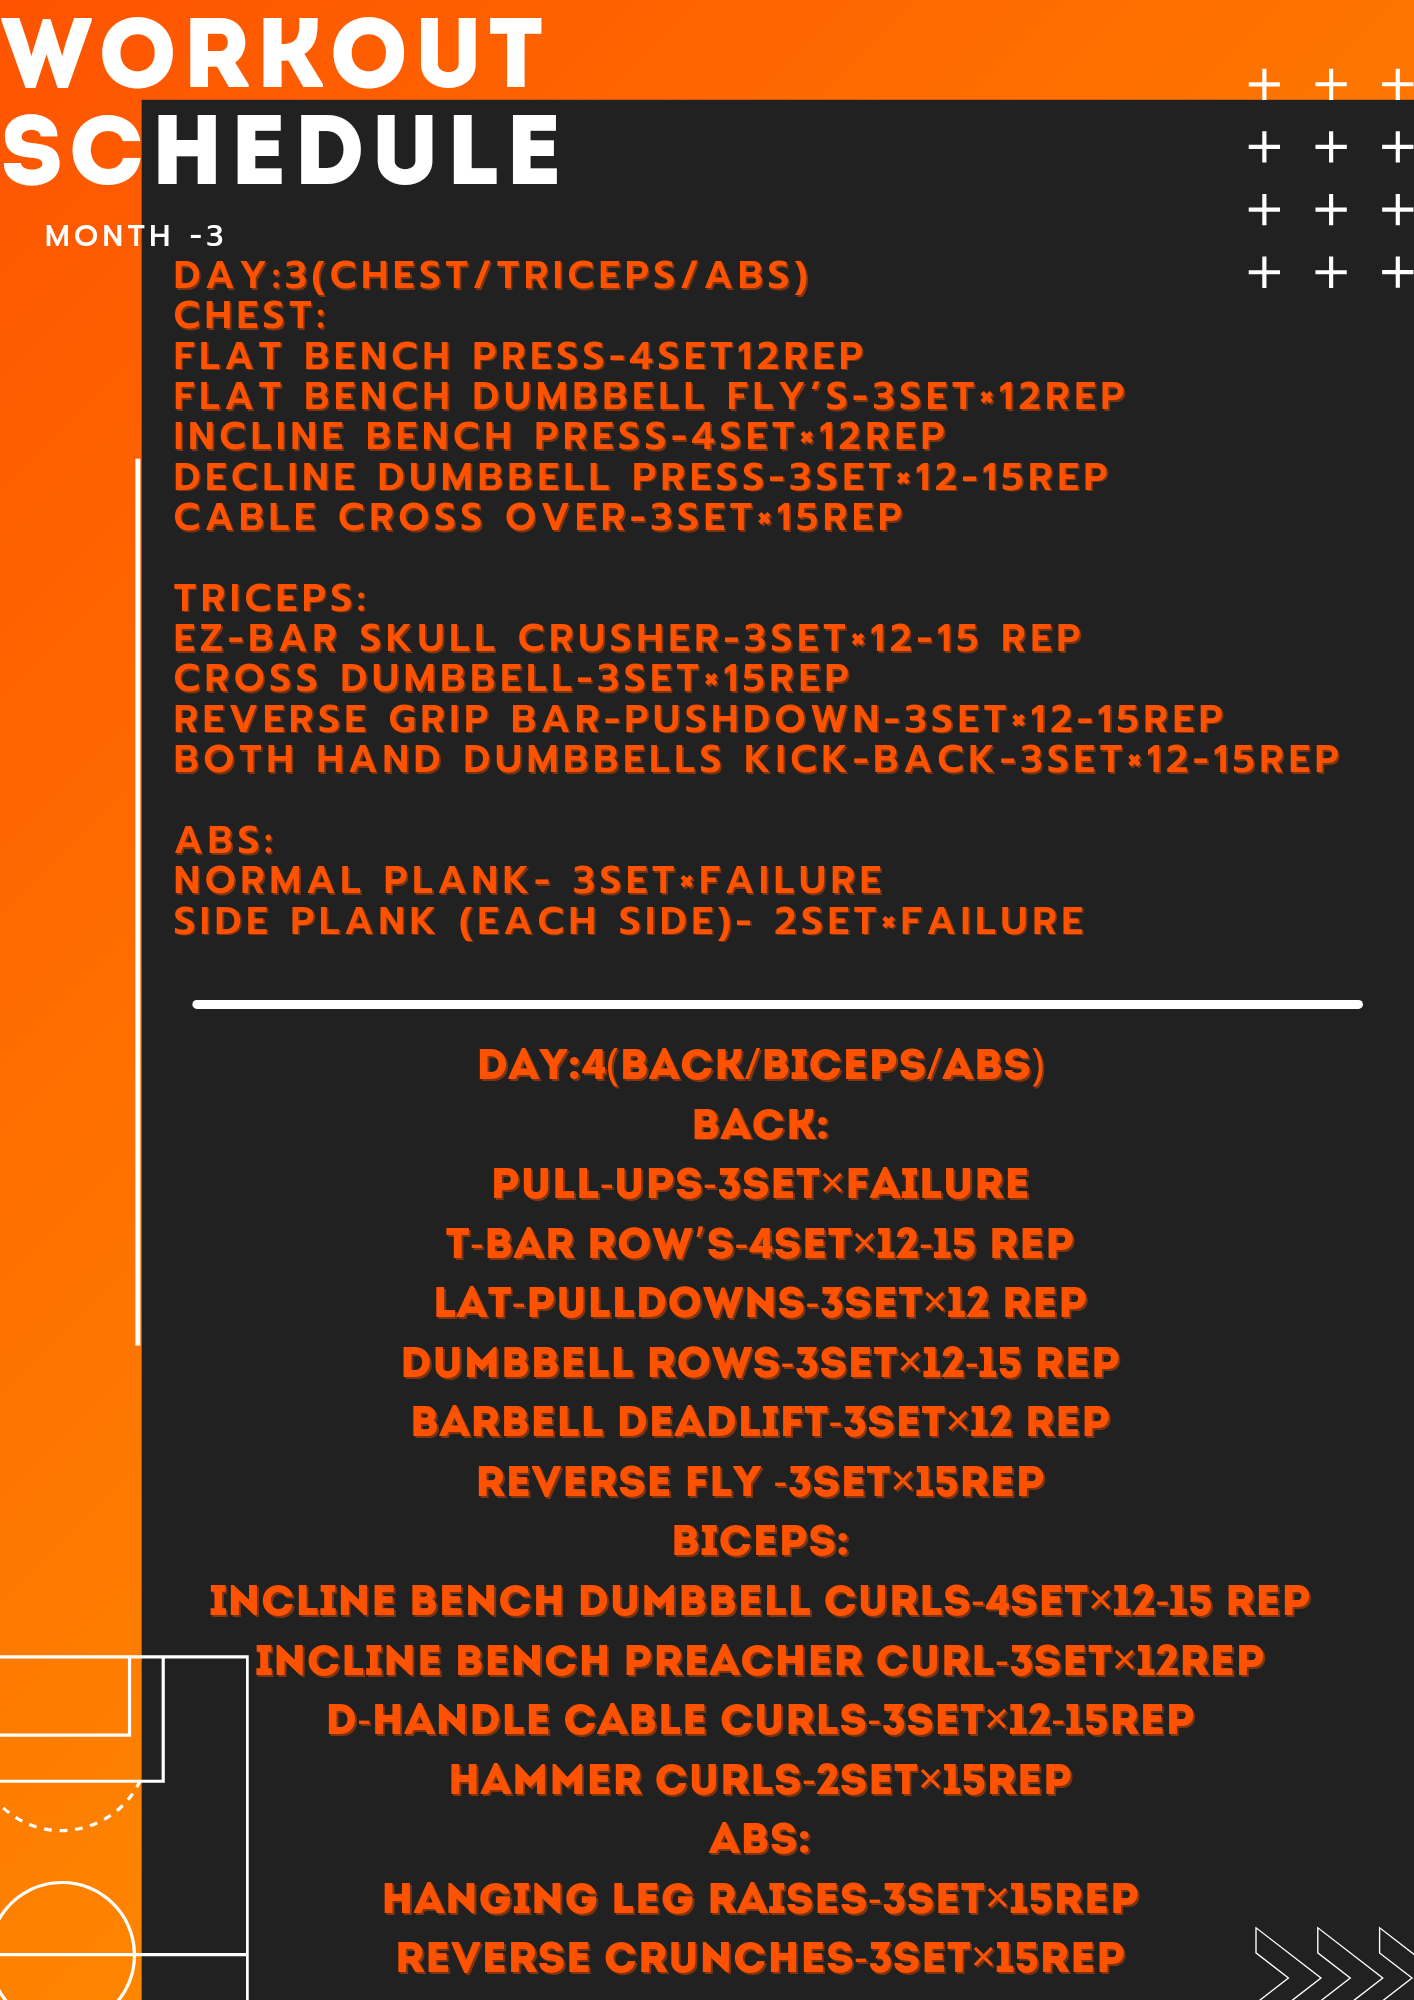 WORKOUT
SCHEDULE
MONTH -3
DAY:3(CHEST/TRICEPS/ABS)
CHEST:
FLAT BENCH PRESS-4SET12REP
FLAT BENCH DUMBBELL FLY'S-3SET×12REP
INCLINE BENCH PRESS-4SET×12REP
DECLINE DUMBBELL PRESS-3SET×12-15REP
CABLE CROSS OVER-3SET×15REP
TRICEPS:
EZ-BAR SKULL CRUSHER-3SET×12-15 REP
CROSS DUMBBELL-3SET×15REP
REVERSE GRIP BAR-PUSHDOWN-3SET×12-15REP
BOTH HAND DUMBBELLS KICK-BACK-3SET×12-15REP
ABS:
NORMAL PLANK- 3SET×FAILURE
SIDE PLANK (EACH SIDE)- 2SET×FAILURE
DAY:4(BACK/BICEPS/ABS)
BACK:
PULL-UPS-3SET×FAILURE
T-BAR ROW'S-4SET×12-15 REP
LAT-PULLDOWNS-3SET×12 REP
DUMBBELL ROWS-3SET×12-15 REP
BARBELL DEADLIFT-3SET×12 REP
REVERSE FLY -3SET×15REP
BICEPS:
INCLINE BENCH DUMBBELL CURLS-4SET×12-15 REP
INCLINE BENCH PREACHER CURL-3SET×12REP
D-HANDLE CABLE CURLS-3SET×12-15REP
HAMMER CURLS-2SET×15REP
ABS:
HANGING LEG RAISES-3SET×15REP
REVERSE CRUNCHES-3SET×15REP